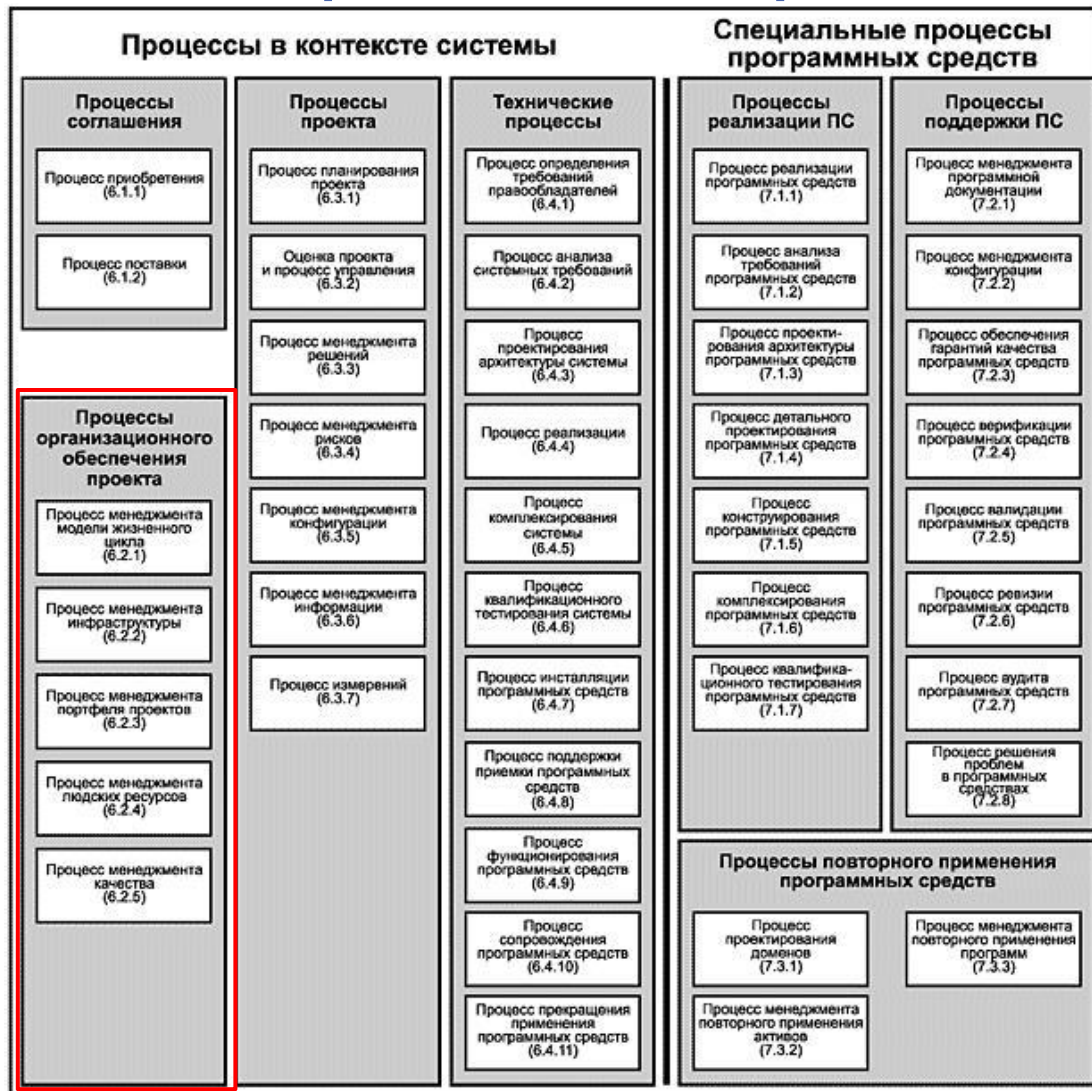 Процессы в контексте системы
Специальные процессы
программных средств
Процессы
соглашения
Процесс приобретения
(6.1.1)
Процесс поставки
(6.1.2)
Процессы
организационного
обеспечения
проекта
Процесс менеджмента
модели жизненного
цикла
(6.2.1)
Процесс менеджмента
инфраструктуры
(6.2.2)
Процесс менеджмента
портфеля проектов
(6.2.3)
Процесс менеджмента
людских ресурсов
(6.2.4)
Процесс менеджмента
качества
(6.2.5)
Процессы
проекта
Процесс планирования
проекта
(6.3.1)
Оценка проекта
и процесс управления
(6.3.2)
Процесс менеджмента
решений
(6.3.3)
Процесс менеджмента
рисков
(6.3.4)
Процесс менеджмента
конфигурации
(6.3.5)
Процесс менеджмента
информации
(6.3.6)
Процесс измерений
(6.3.7)
Технические
процессы
Процесс определения
требований
правообладателей
(6.4.1)
Процесс анализа
системных требований
(6.4.2)
Процесс
проектирования
архитектуры системы
(6.4.3)
Процесс реализации
(6.4.4)
Процесс
комплексирования
системы
(6.4.5)
Процесс
квалификационного
тестирования системы
(6.4.6)
Процесс инсталляции
программных средств
(6.4.7)
Процесс поддержки
приемки программных
средств
(6.4.8)
Процесс
функционирования
программных средств
(6.4.9)
Процесс
сопровождения
программных средств
(6.4.10)
Процесс прекращения
применения
программных средств
(6.4.11)
Процессы
реализации ПС
Процесс реализации
программных средств
(7.1.1)
Процесс анализа
требований
программных средств
(7.1.2)
Процесс проекти-
рования архитектуры
программных средств
(7.1.3)
Процесс детального
проектирования
программных средств
(7.1.4)
Процесс
конструирования
программных средств
(7.1.5)
Процесс
комплексирования
программных средств
(7.1.6)
Процесс квалифика-
ционного тестирования
программных средств
(7.1.7)
Процессы
поддержки ПС
Процесс менеджмента
программной
документации
(7.2.1)
Процесс менеджмента
конфигурации
(7.2.2)
Процесс обеспечения
гарантий качества
программных средств
(7.2.3)
Процесс верификации
программных средств
(7.2.4)
Процесс валидации
программных средств
(7.2.5)
Процесс ревизии
программных средств
(7.2.6)
Процесс аудита
программных средств
(7.2.7)
Процесс решения
проблем
в программных
средствах
(7.2.8)
Процессы повторного применения
программных средств
Процесс
проектирования
доменов
(7.3.1)
Процесс менеджмента
повторного применения
активов
(7.3.2)
Процесс менеджмента
повторного применения
программ
(7.3.3)